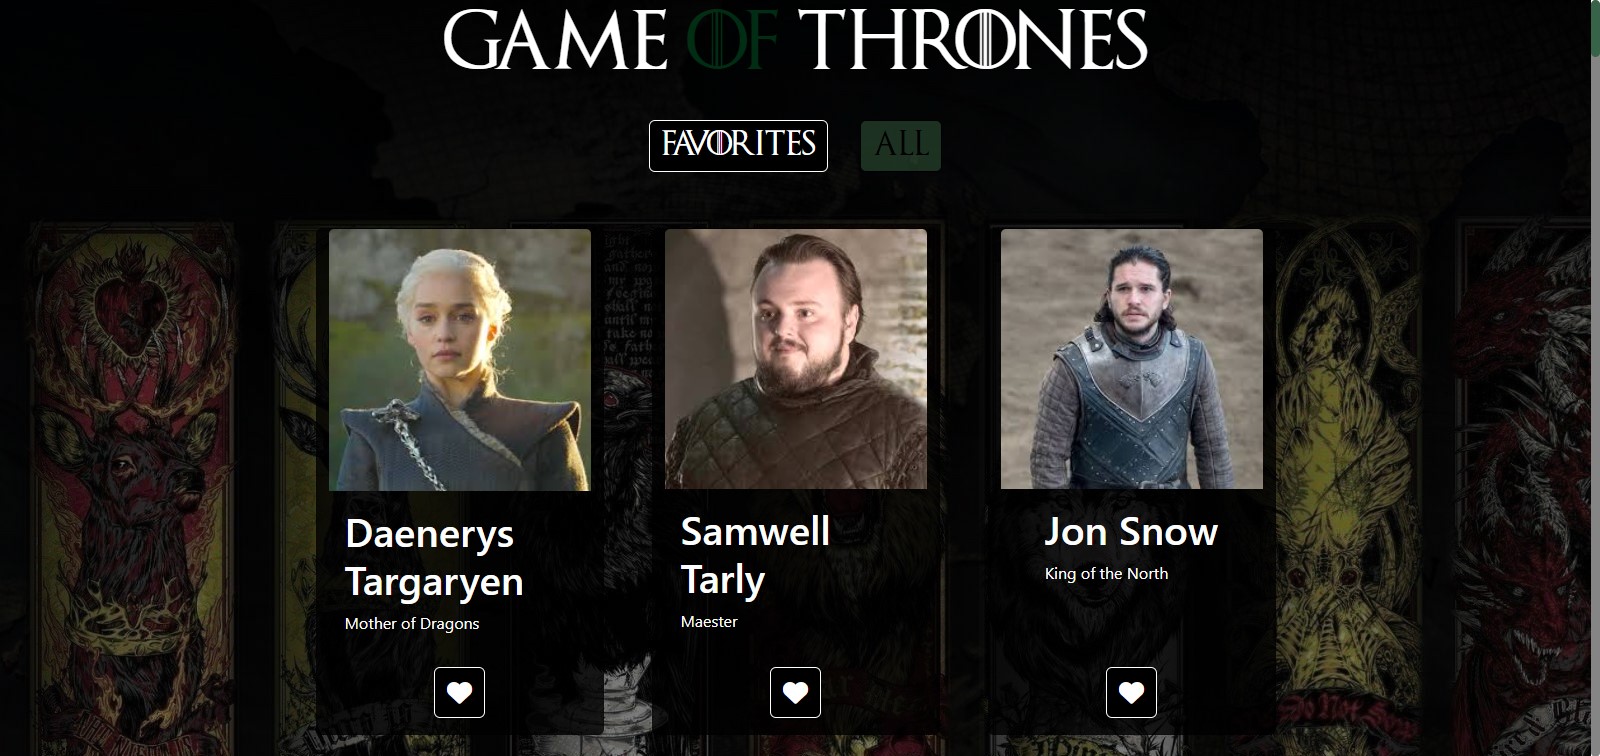 GAME OF THRONES
FAVORITES ALL
Daenerys
Targaryen
Mother of Dragons
Samwell
Tarly
Maester
Jon Snow
King of the North